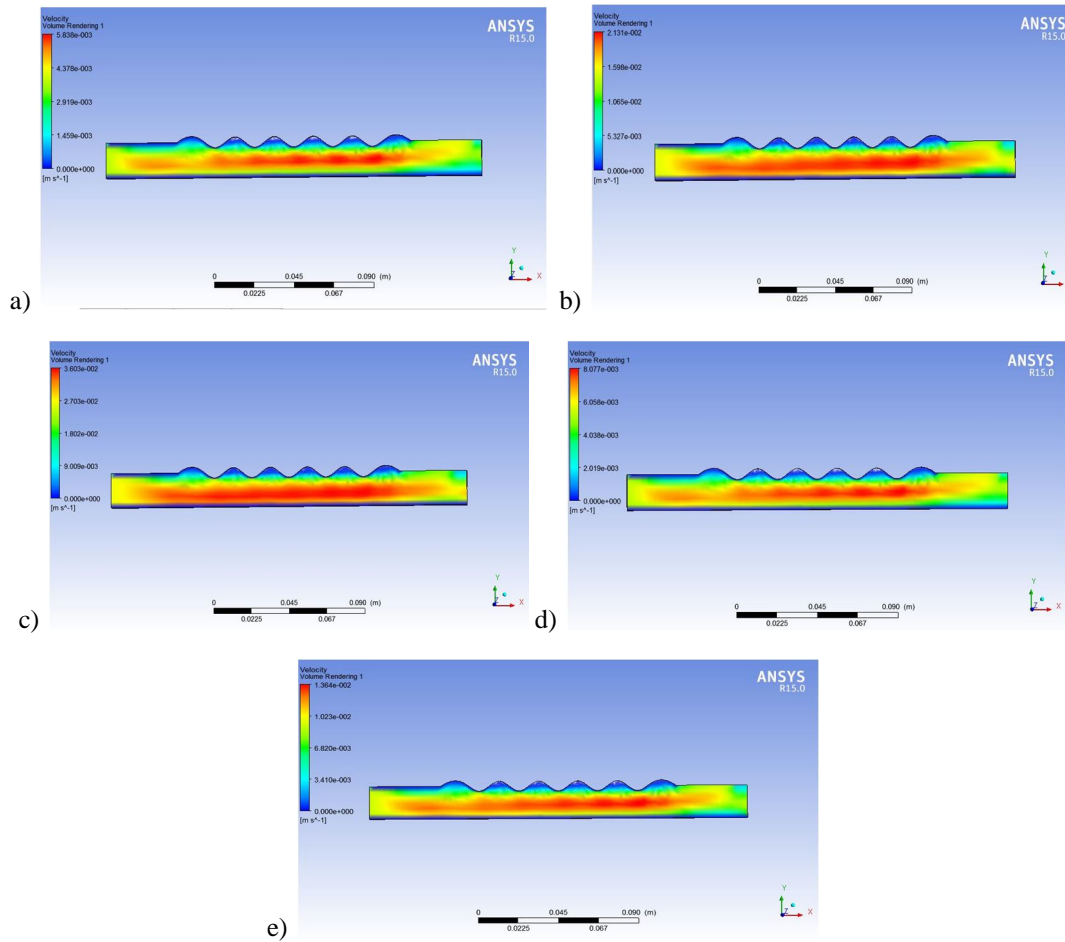 Velocity
Volume Rendering 1
5.838e-003
4.378e-003
2.919e-003
1.459e-003
0.000e+000
[m s^-1]
ANSYS
R15.0
0 0.045 0.090 (m)
0.0225 0.067
Y
Z X
a)
Velocity
Volume Rendering 1
2.131e-002
1.598e-002
1.065e-002
5.327e-003
0.000e+000
[m s^-1]
ANSYS
R15.0
0 0.045 0.090 (m)
0.0225 0.067
Y
Z X
b)
Velocity
Volume Rendering 1
3.603e-002
2.703e-002
1.802e-002
9.009e-003
0.000e+000
[m s^-1]
ANSYS
R15.0
0 0.045 0.090 (m)
0.0225 0.067
Y
Z X
c)
Velocity
Volume Rendering 1
8.077e-003
6.058e-003
4.038e-003
2.019e-003
0.000e+000
[m s^-1]
ANSYS
R15.0
0 0.045 0.090 (m)
0.0225 0.067
Y
Z X
d)
Velocity
Volume Rendering 1
1.364e-002
1.023e-002
6.820e-003
3.410e-003
0.000e+000
[m s^-1]
ANSYS
R15.0
0 0.045 0.090 (m)
0.0225 0.067
Y
Z X
e)